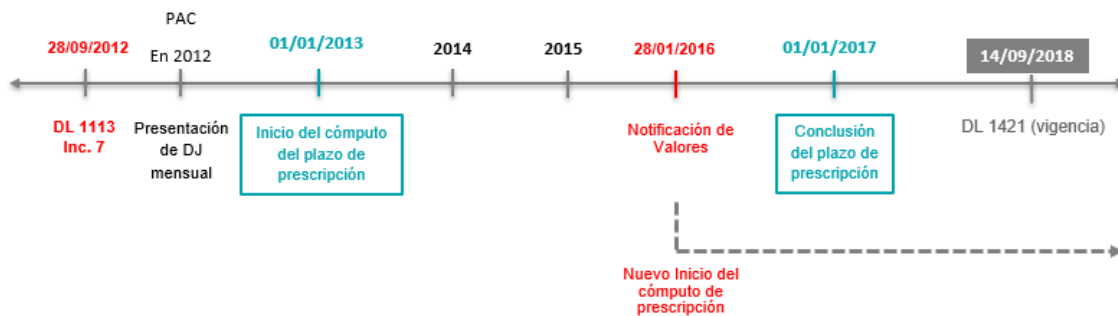 PAC
En 2012
28/09/2012
01/01/2013
2014
2015
28/01/2016
01/01/2017
14/09/2018
DL 1113
Inc. 7
Presentación
de DJ
mensual
Inicio del cómputo
del plazo de
prescripción
Notificación de
Valores
Conclusión
del plazo de
prescripción
DL 1421 (vigencia)
Nuevo Inicio del
cómputo de
prescripción